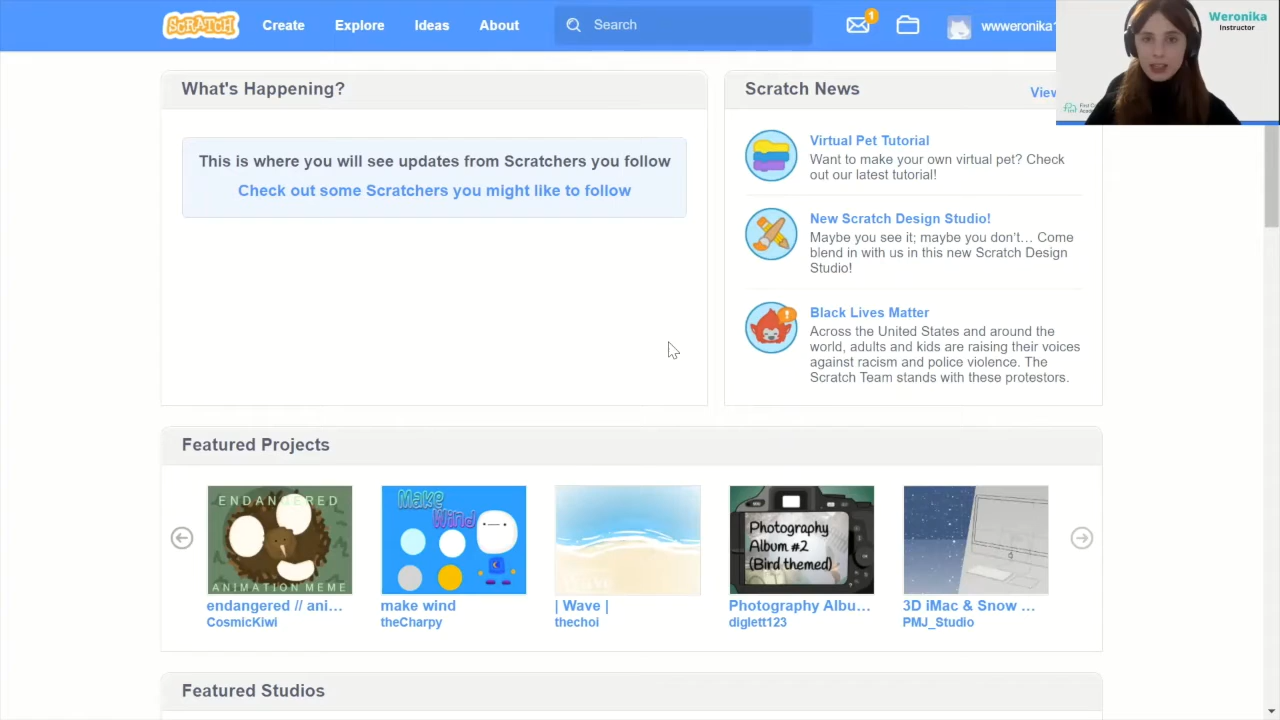 SCRATCH
Create
Explore
Ideas
About
Search
1
wwweronika
Weronika
Instructor
What's Happening?
This is where you will see updates from Scratchers you follow
Check out some Scratchers you might like to follow
Scratch News
View
Virtual Pet Tutorial
Want to make your own virtual pet? Check
out our latest tutorial!
New Scratch Design Studio!
Maybe you see it; maybe you don't... Come
blend in with us in this new Scratch Design
Studio!
Black Lives Matter
Across the United States and around the
world, adults and kids are raising their voices
against racism and police violence. The
Scratch Team stands with these protestors.
Featured Projects
ENDANGERED
ANIMATION MEME
endangered // ani...
CosmicKiwi
Make
Wind
make wind
theCharpy
| Wave |
thechoi
Photography
Album #2
(Bird themed)
Photography Albu...
diglett123
3D iMac & Snow ...
PMJ_Studio
Featured Studios